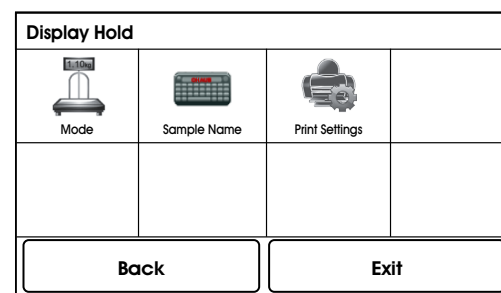 Display Hold
1.10kg
Mode
Sample Name
Print Settings
Back
Exit